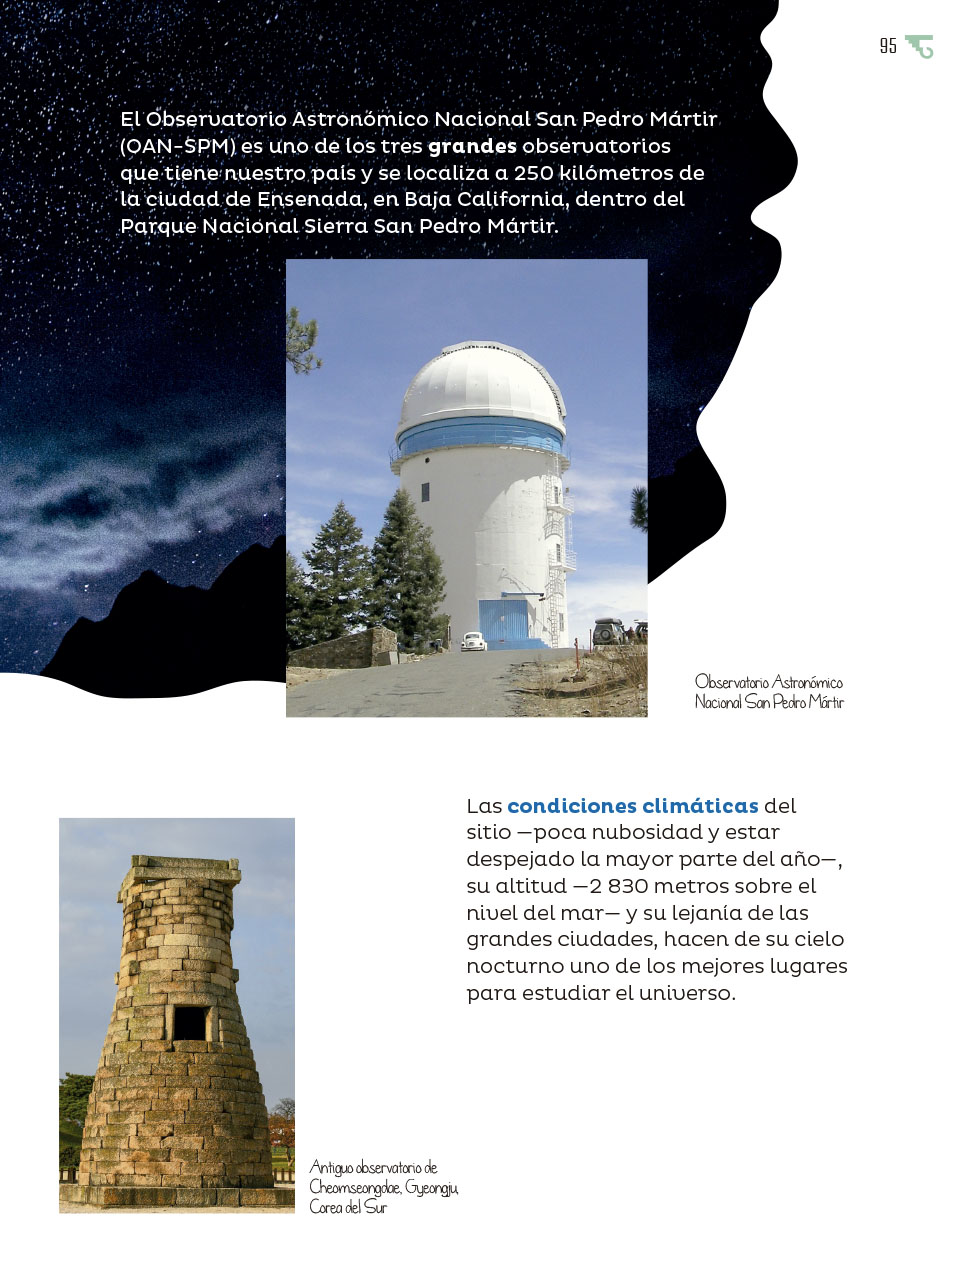 95
El Observatorio Astronómico Nacional San Pedro Mártir
(OAN-SPM) es uno de los tres grandes observatorios
que tiene nuestro país y se localiza a 250 kilómetros de
la ciudad de Ensenada, en Baja California, dentro del
Parque Nacional Sierra San Pedro Mártir.
Observatorio Astronómico
Nacional San Pedro Mártir
Las condiciones climáticas del
sitio —poca nubosidad y estar
despejado la mayor parte del año—,
su altitud —2 830 metros sobre el
nivel del mar— y su lejanía de las
grandes ciudades, hacen de su cielo
nocturno uno de los mejores lugares
para estudiar el universo.
Antiguo observatorio de
Cheomseongdae, Gyeongju,
Corea del Sur